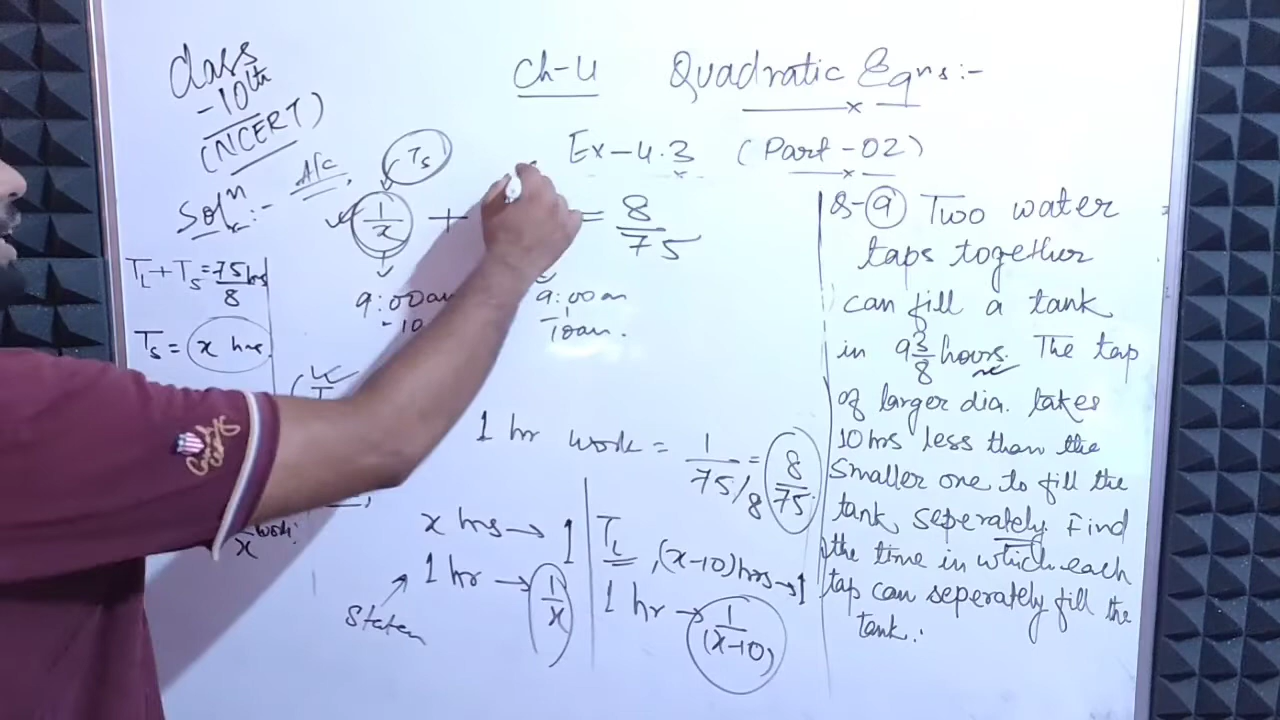 Class
-10th
(NCERT)
Ch-4 Quadratic Eqns:-
Ex-4.3 (Part-02)
Soln:- A/c,
Ts
1/x + = 8/75
9:00am
-10
9:00am
10am.
TL + Ts = 75/8 hrs
Ts = x hrs
1 hr work = 1/75/8 = 8/75.
x hrs → 1
1 hr → 1/x
Staten
TL, (x-10) hrs → 1
1 hr → 1/(x-10)
x work:
Q-9 Two water
taps together
can fill a tank
in 9 3/8 hours. The tap
of larger dia. takes
10 hrs less than the
smaller one to fill the
tank seperately. Find
the time in which each
tap can seperately fill the
tank.: